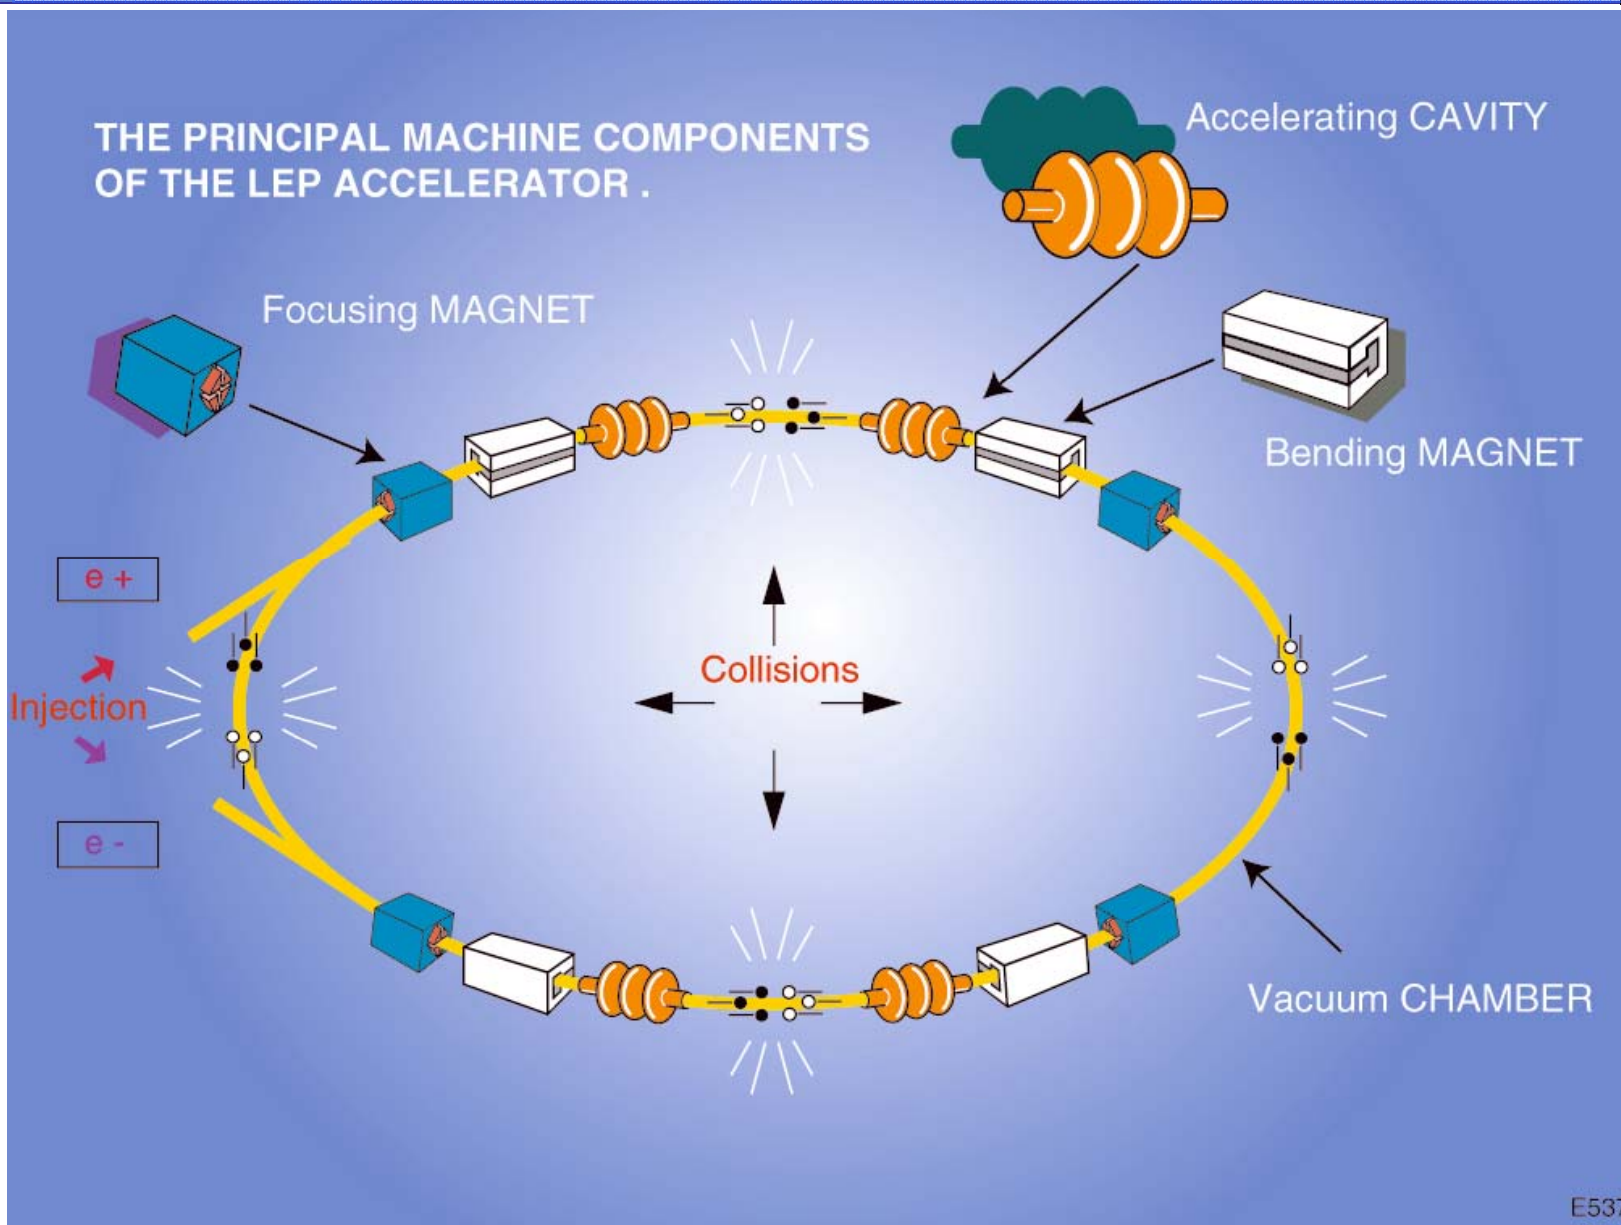 THE PRINCIPAL MACHINE COMPONENTS
OF THE LEP ACCELERATOR .
Accelerating CAVITY
Focusing MAGNET
Bending MAGNET
e +
Injection
e -
Collisions
Vacuum CHAMBER